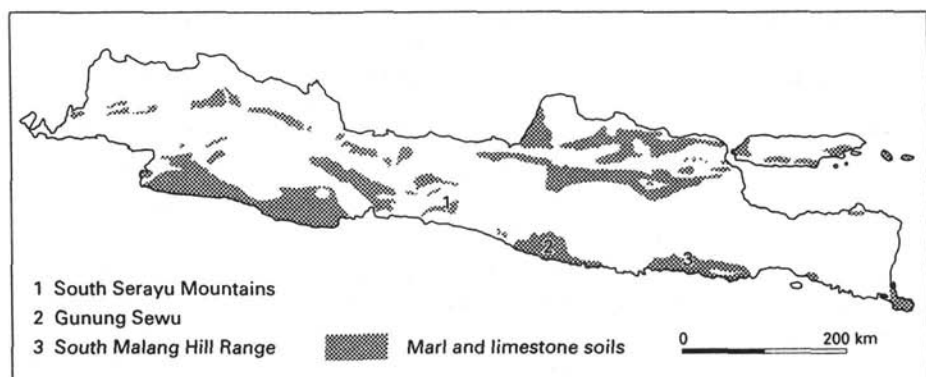 1
2
3
1 South Serayu Mountains
2 Gunung Sewu
3 South Malang Hill Range
Marl and limestone soils
0 200 km